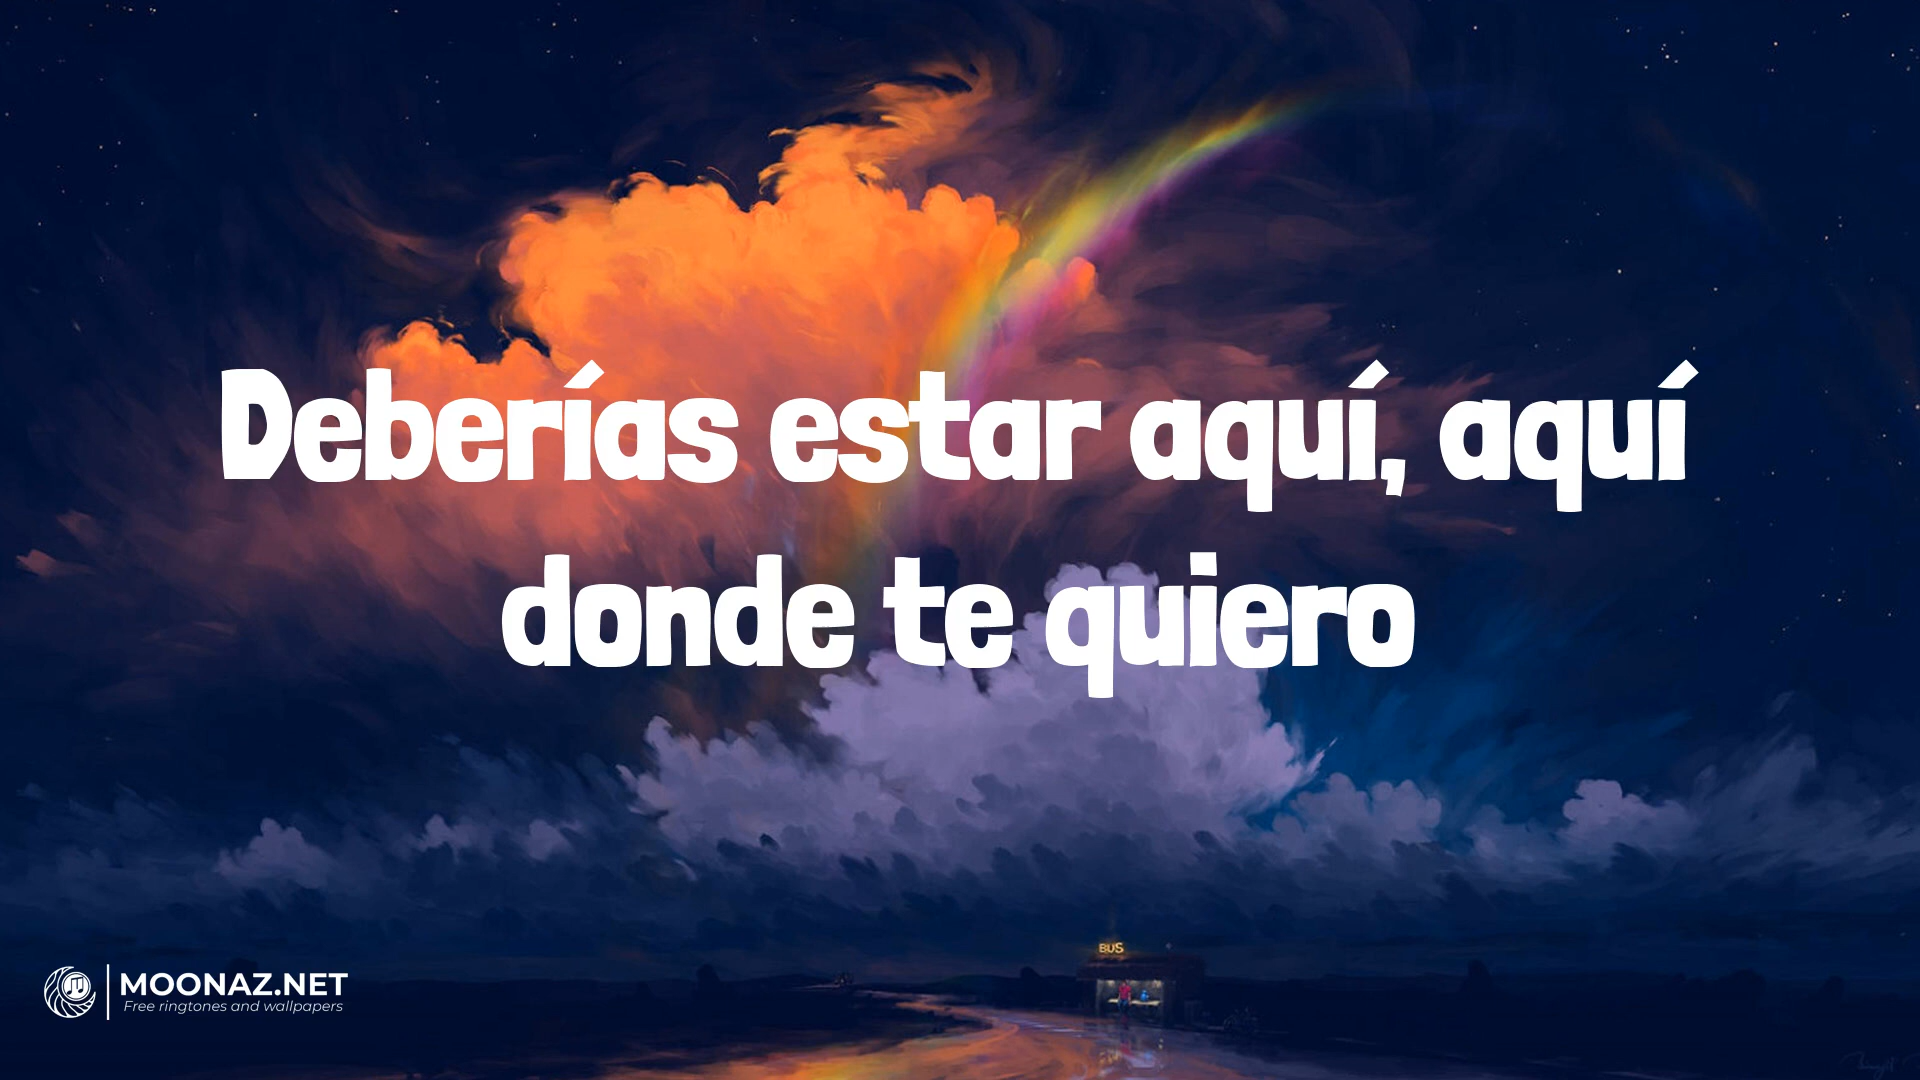 Deberías estar aquí, aquí
donde te quiero
BUS
MOONAZ.NET
Free ringtones and wallpapers